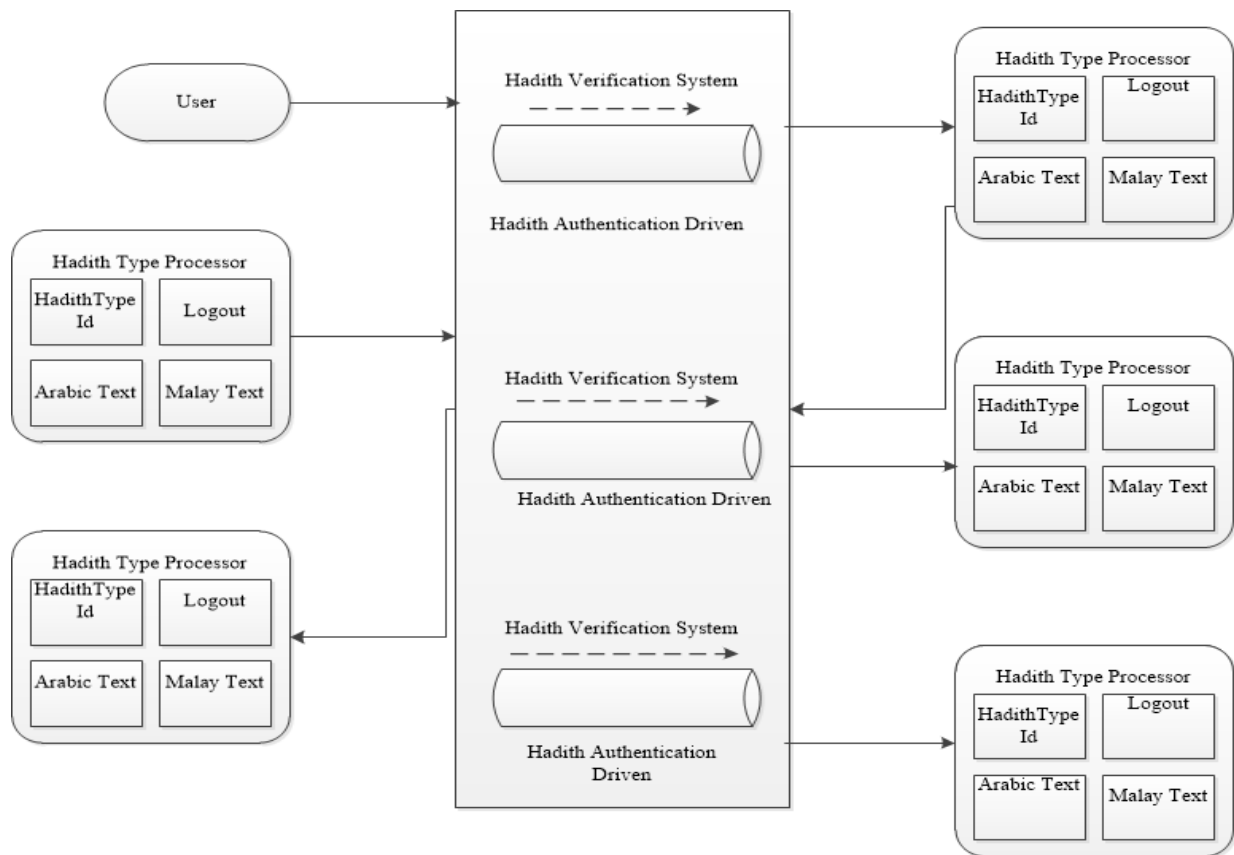 User
Hadith Type Processor
HadithType
Id
Logout
Arabic Text
Malay Text
Hadith Type Processor
HadithType
Id
Logout
Arabic Text
Malay Text
Hadith Verification System
Hadith Authentication Driven
Hadith Verification System
Hadith Authentication Driven
Hadith Verification System
Hadith Authentication
Driven
Hadith Type Processor
HadithType
Id
Logout
Arabic Text
Malay Text
Hadith Type Processor
HadithType
Id
Logout
Arabic Text
Malay Text
Hadith Type Processor
HadithType
Id
Logout
Arabic Text
Malay Text